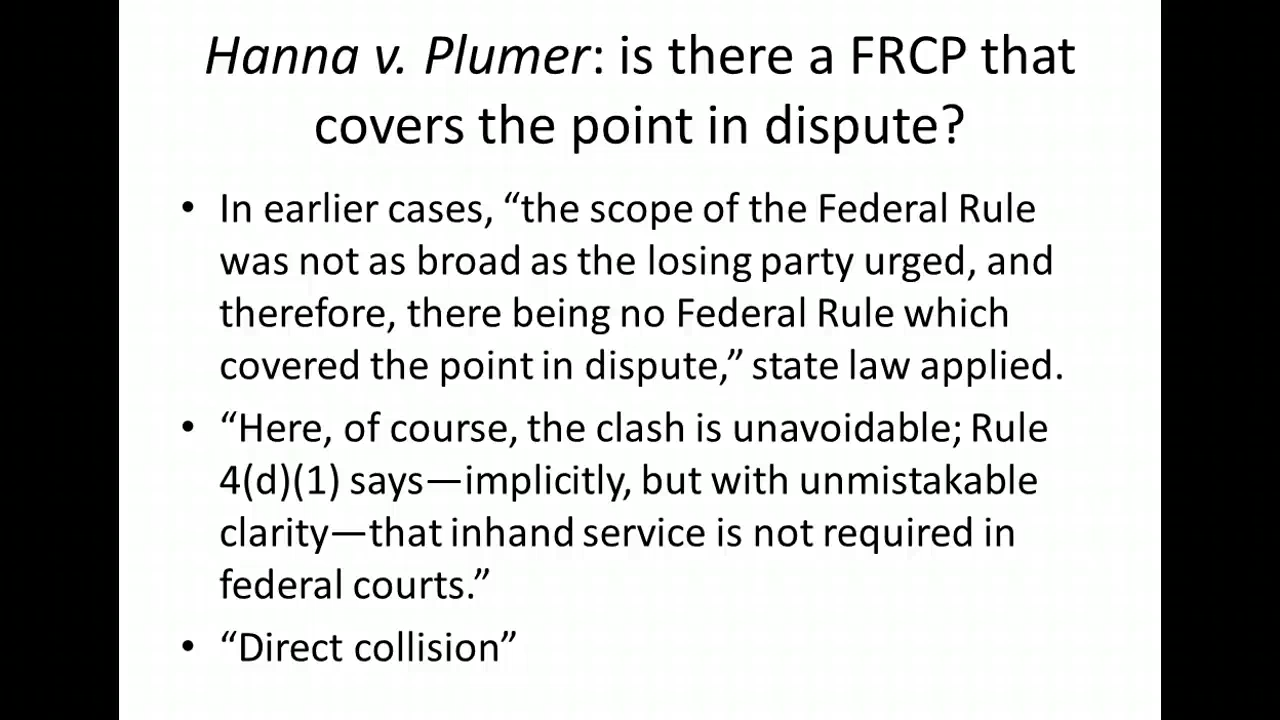 Hanna v. Plumer: is there a FRCP that
covers the point in dispute?
• In earlier cases, “the scope of the Federal Rule
was not as broad as the losing party urged, and
therefore, there being no Federal Rule which
covered the point in dispute,” state law applied.
• “Here, of course, the clash is unavoidable; Rule
4(d)(1) says—implicitly, but with unmistakable
clarity—that inhand service is not required in
federal courts.”
• “Direct collision”